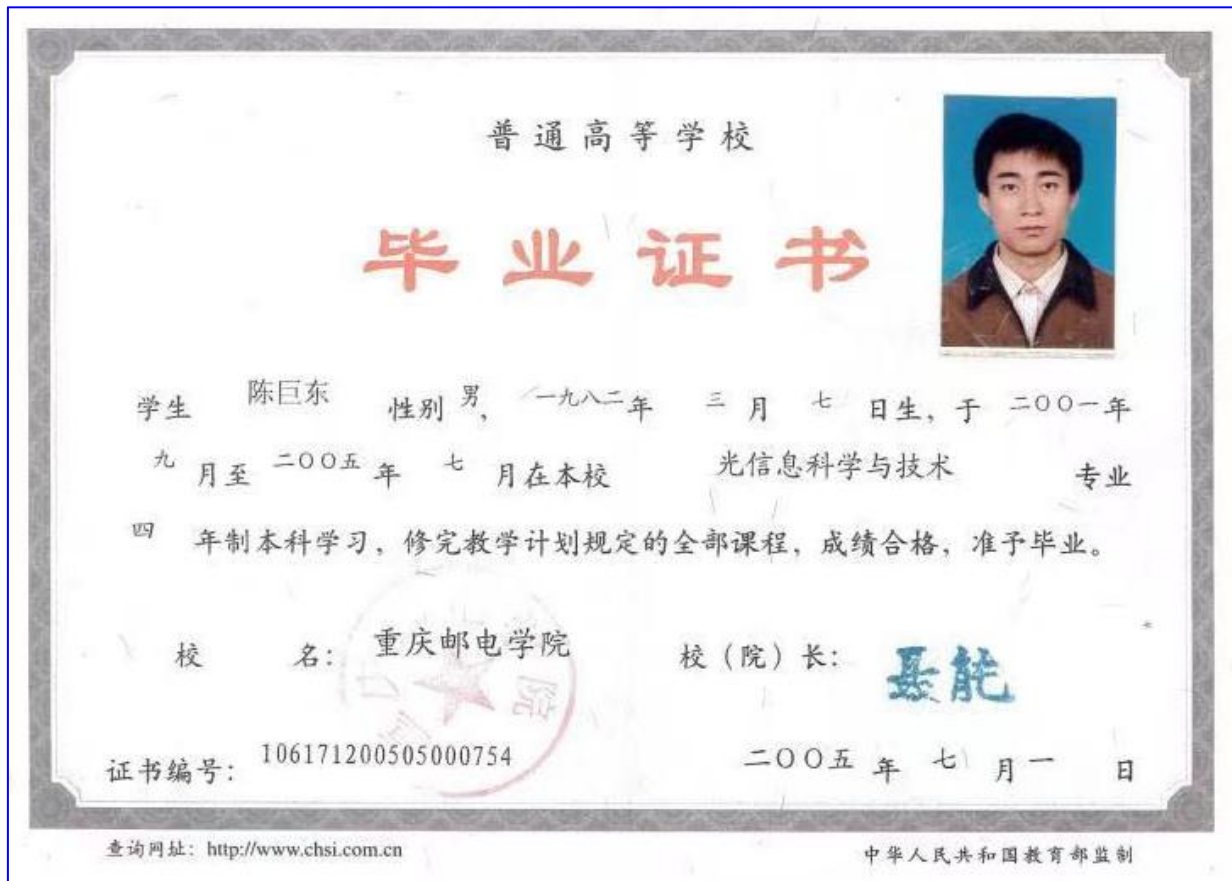 普通高等学校
毕业证书
学生 陈巨东 性别 男, 一九八二年 三月 七 日生, 于 二〇〇一年
九 月至 二〇〇五 年 七 月在本校 光信息科学与技术 专业
四 年制本科学习, 修完教学计划规定的全部课程, 成绩合格, 准予毕业。
校 名: 重庆邮电学院 校(院)长: 聂能
证书编号: 106171200505000754 二〇〇五 年 七 月 一 日
查询网址: http://www.chsi.com.cn 中华人民共和国教育部监制